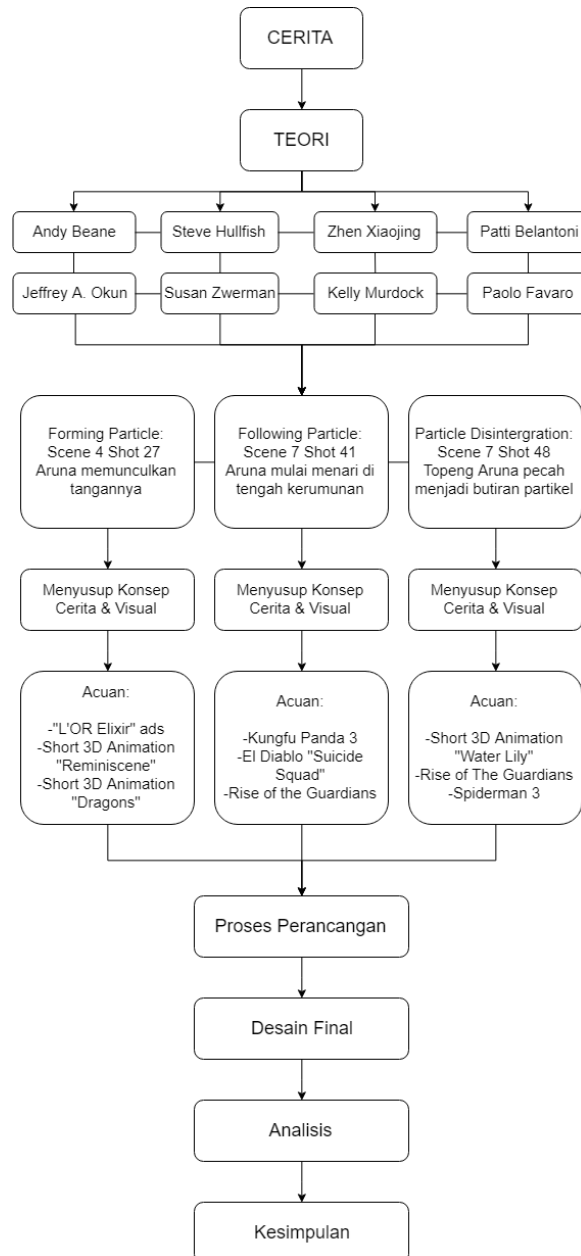 CERITA
TEORI
Andy Beane
Steve Hullfish
Zhen Xiaojing
Patti Belantoni
Jeffrey A. Okun
Susan Zwerman
Kelly Murdock
Paolo Favaro
Forming Particle:
Scene 4 Shot 27
Aruna memunculkan
tangannya
Following Particle:
Scene 7 Shot 41
Aruna mulai menari di
tengah kerumunan
Particle Disintergration:
Scene 7 Shot 48
Topeng Aruna pecah
menjadi butiran partikel
Menyusup Konsep
Cerita & Visual
Menyusup Konsep
Cerita & Visual
Menyusup Konsep
Cerita & Visual
Acuan:
-"L'OR Elixir" ads
-Short 3D Animation
"Reminiscene"
-Short 3D Animation
"Dragons"
Acuan:
-Kungfu Panda 3
-El Diablo "Suicide
Squad"
-Rise of the Guardians
Acuan:
-Short 3D Animation
"Water Lily"
-Rise of The Guardians
-Spiderman 3
Proses Perancangan
Desain Final
Analisis
Kesimpulan